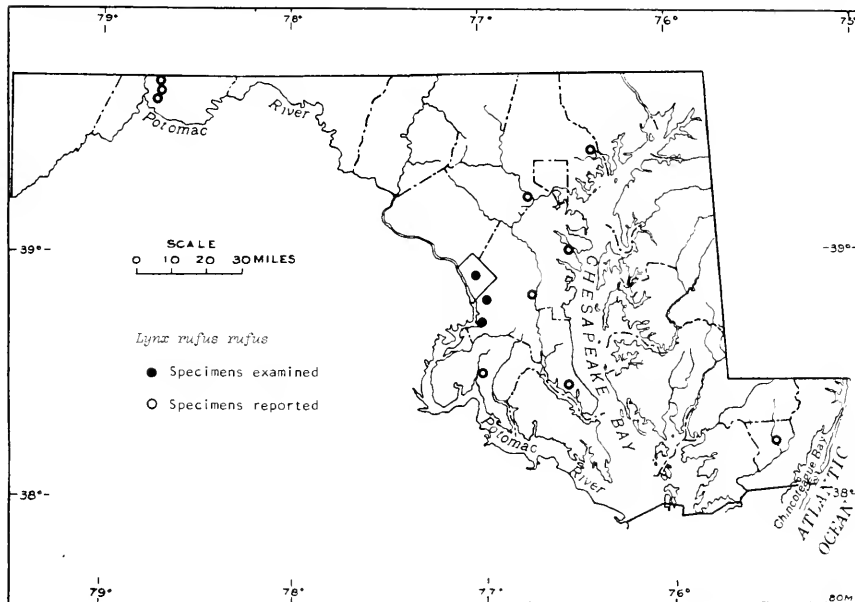 79° 78° 77° 76° 75°
Potomac River
39° 39°
SCALE
0 10 20 30 MILES
CHESAPEAKE BAY
Lynx rufus rufus
● Specimens examined
○ Specimens reported
Potomac River
Chincoteague Bay
ATLANTIC OCEAN
38° 38°
79° 78° 77° 76°
80M